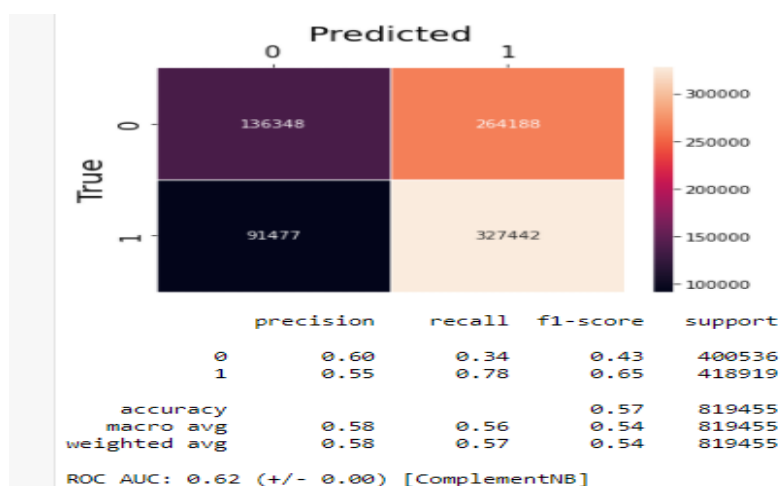 Predicted
0 1
0 136348 264188 300000
250000
True 200000
1 91477 327442 150000
100000
precision recall f1-score support
0 0.60 0.34 0.43 400536
1 0.55 0.78 0.65 418919
accuracy 0.57 819455
macro avg 0.58 0.56 0.54 819455
weighted avg 0.58 0.57 0.54 819455
ROC AUC: 0.62 (+/- 0.00) [ComplementNB]